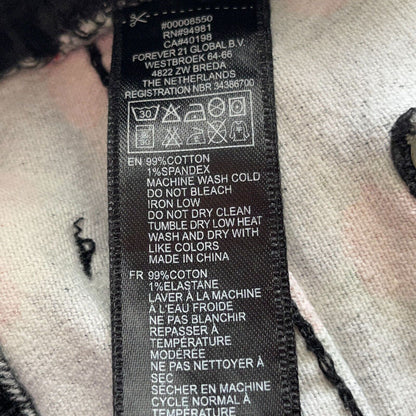 #00008550
RN#94981
CA#40198
FOREVER 21 GLOBAL B.V.
WESTBROEK 64-66
4822 ZW BREDA
THE NETHERLANDS
REGISTRATION NBR 34386700
30
EN 99%COTTON
1%SPANDEX
MACHINE WASH COLD
DO NOT BLEACH
IRON LOW
DO NOT DRY CLEAN
TUMBLE DRY LOW HEAT
WASH AND DRY WITH
LIKE COLORS
MADE IN CHINA
FR 99%COTON
1%ELASTANE
LAVER À LA MACHINE
À L'EAU FROIDE
NE PAS BLANCHIR
REPASSER À
TEMPÉRATURE
MODÉRÉE
NE PAS NETTOYER À
SEC
SÉCHER EN MACHINE
CYCLE NORMAL À
TEMPÉRATURE